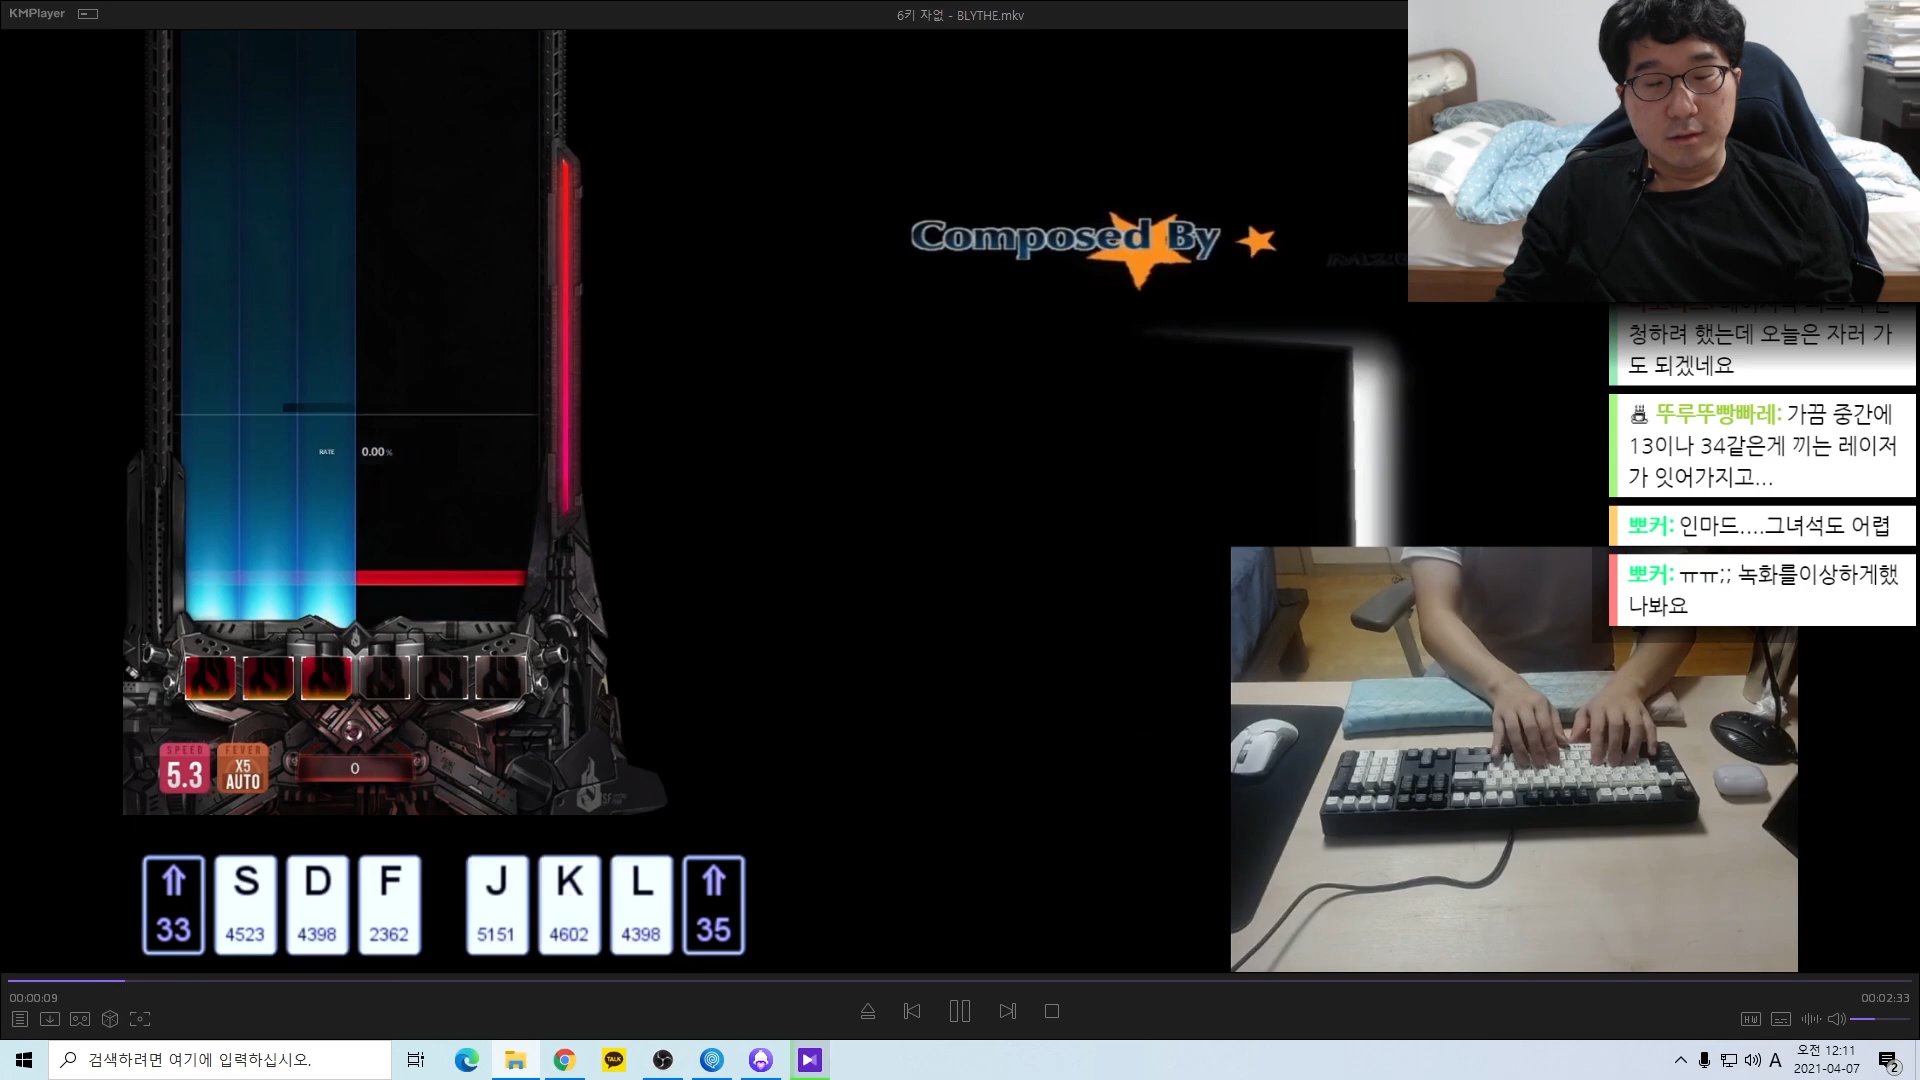 KMPlayer
6키 자없 - BLYTHE.mkv
Composed By
청하려 했는데 오늘은 자러 가
도 되겠네요
뚜루뚜빵빠레: 가끔 중간에
13이나 34같은게 끼는 레이저
가 잇어가지고...
뽀커: 인마드....그녀석도 어렵
뽀커: ㅠㅠ;; 녹화를이상하게했
나봐요
RATE 0.00%
SPEED
5.3
FEVER
X5
AUTO
0
S D F J K L
33 4523 4398 2362 5151 4602 4398 35
00:00:09
00:02:33
HW
검색하려면 여기에 입력하십시오.
TALK
A
오전 12:11
2021-04-07
2